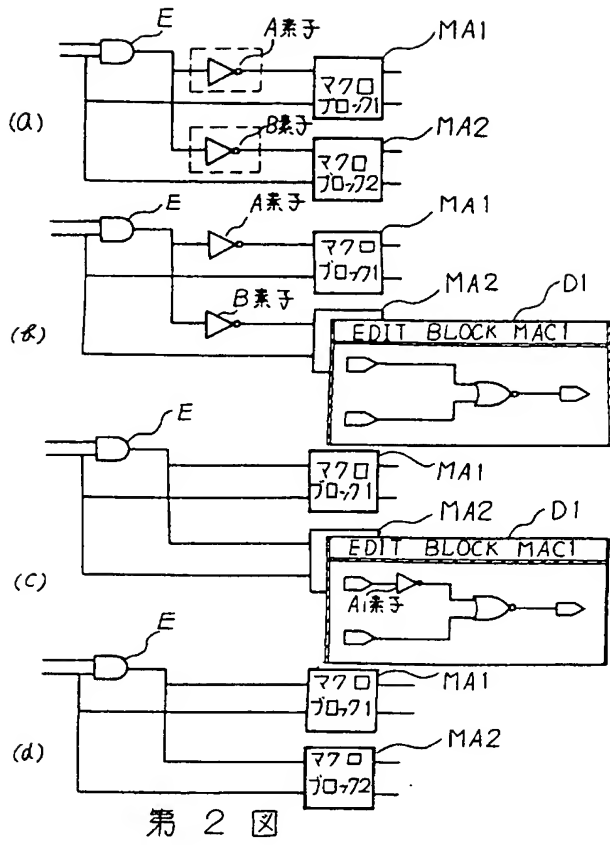 E
A素子
MA1
マクロ
ブロック1
(a)
B素子
MA2
マクロ
ブロック2
E
A素子
MA1
マクロ
ブロック1
B素子
MA2
D1
(b)
EDIT BLOCK MAC1
E
マクロ
ブロック1
MA1
MA2
D1
EDIT BLOCK MAC1
(c)
A1素子
E
MA1
マクロ
ブロック1
(d)
MA2
マクロ
ブロック2
第 2 図